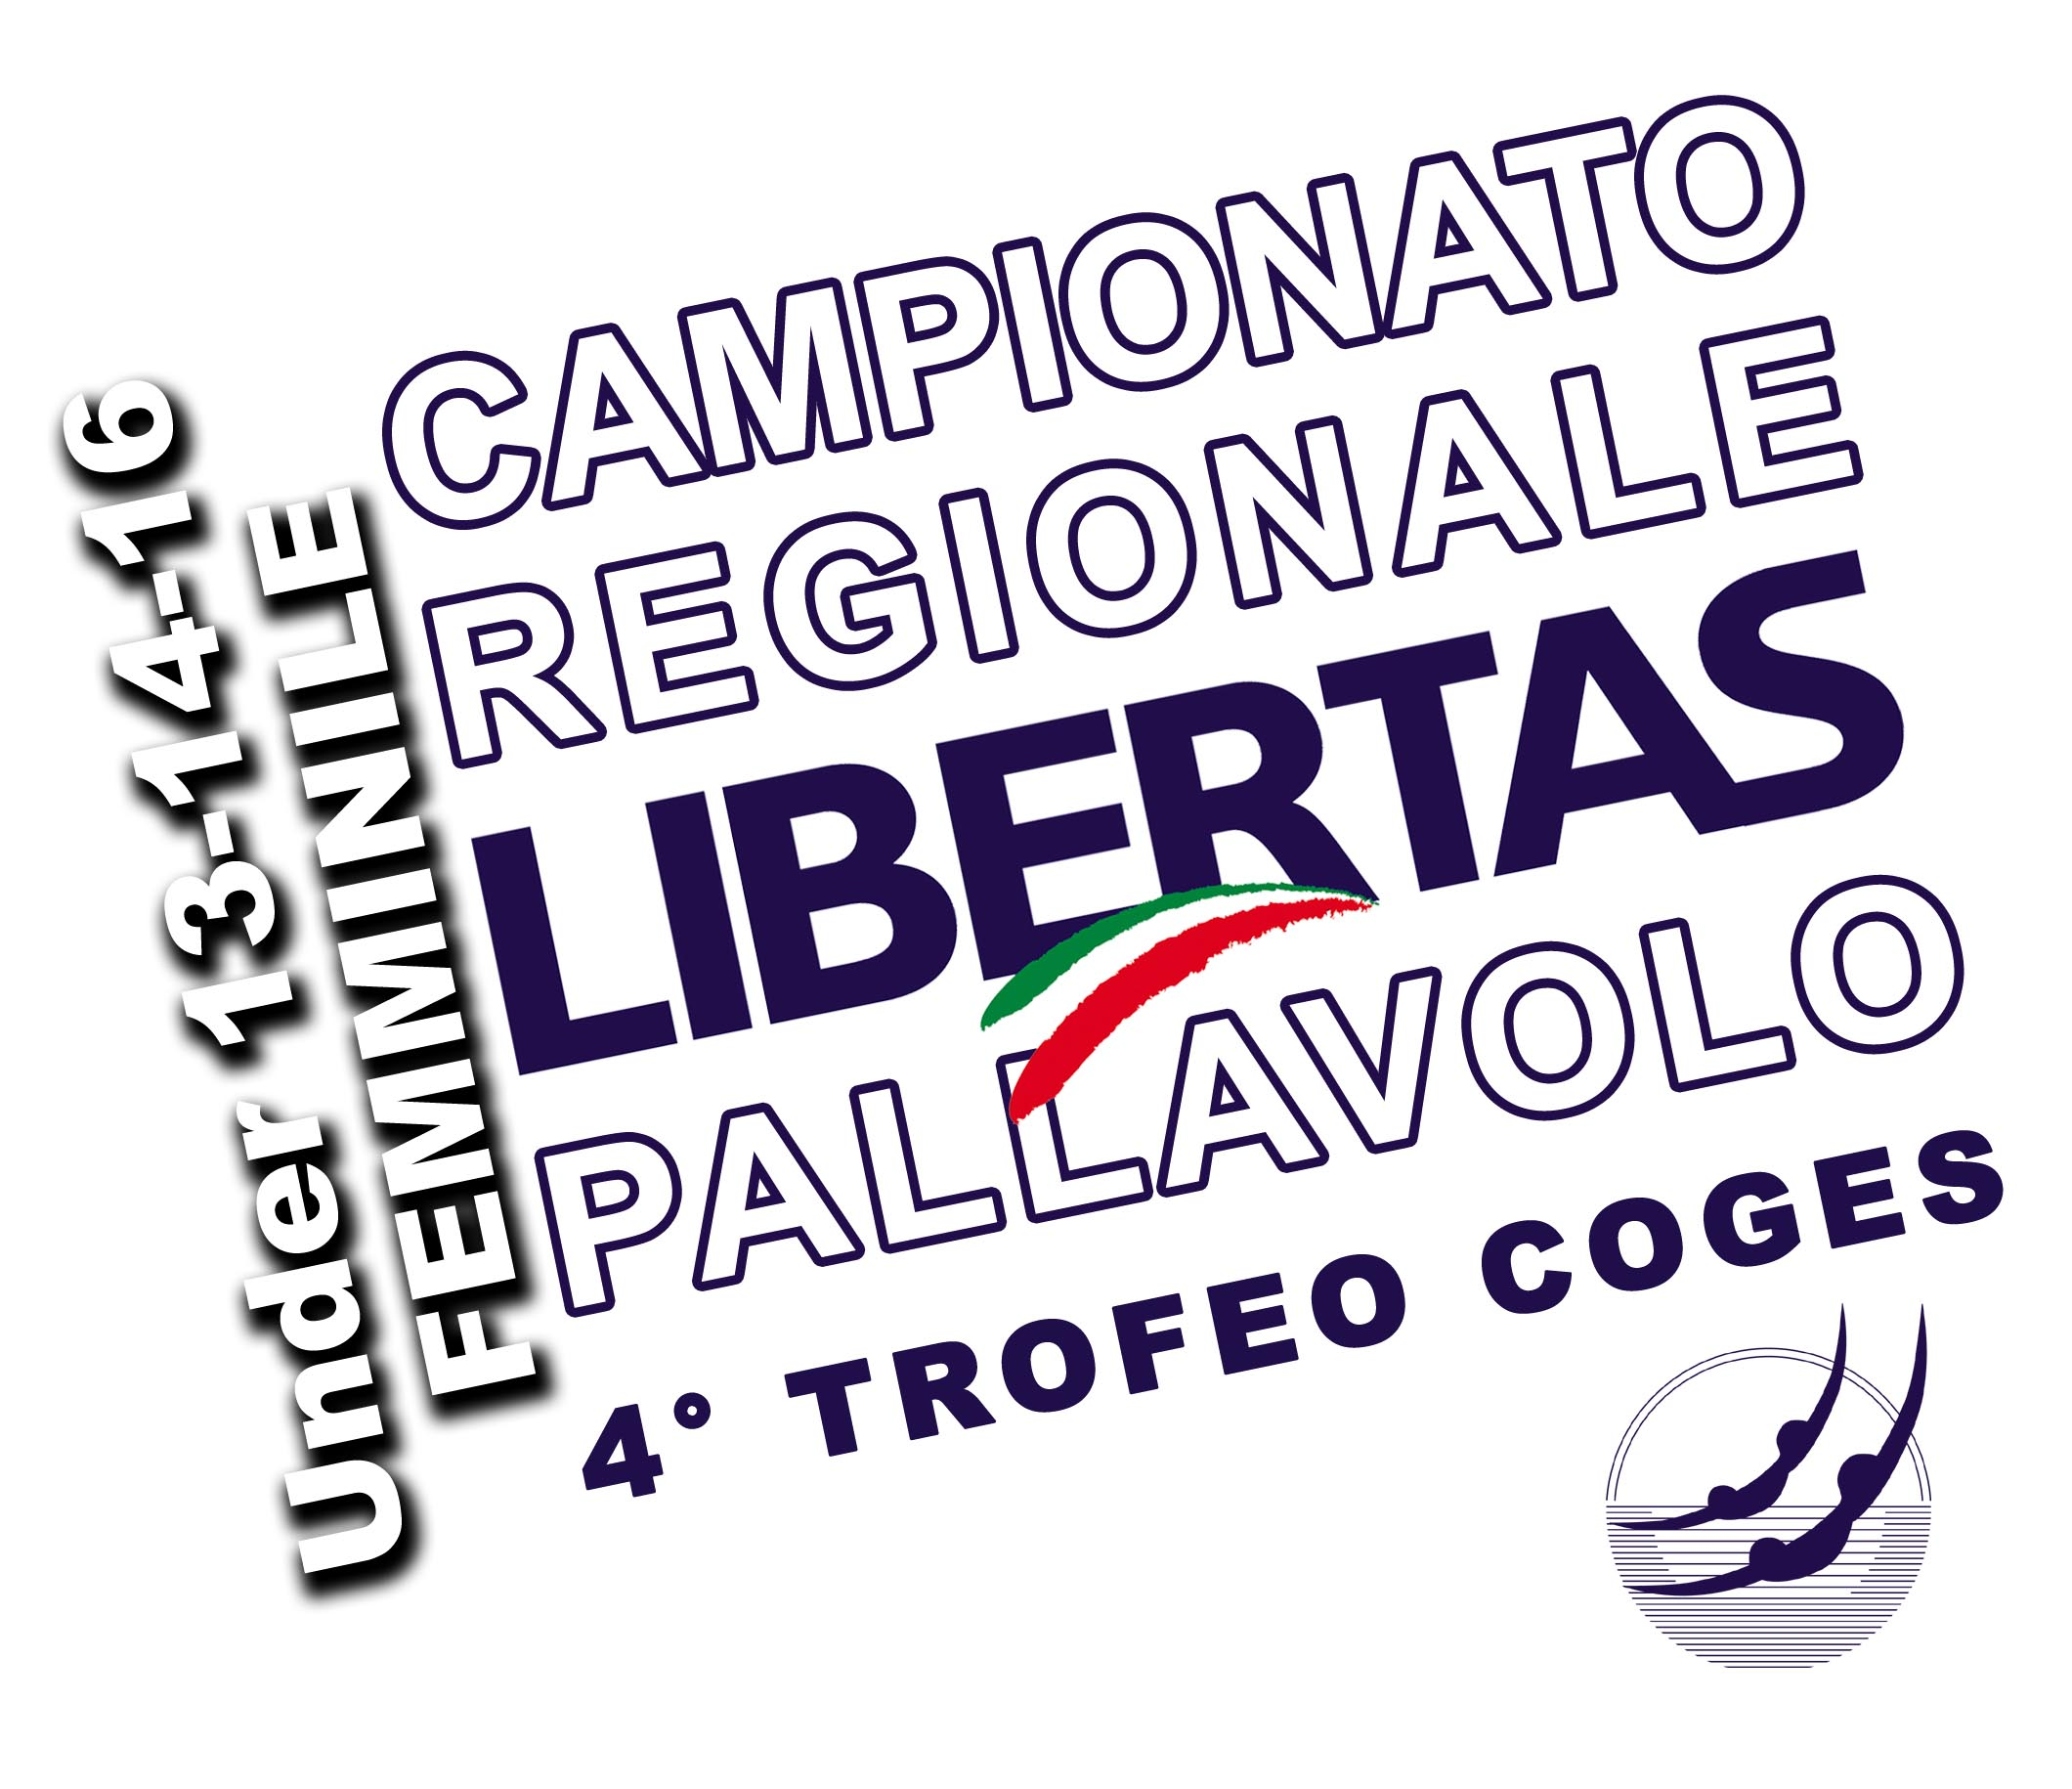 Under 13-14-16
FEMMINILE
CAMPIONATO
REGIONALE
LIBERTAS
PALLAVOLO
4° TROFEO COGES